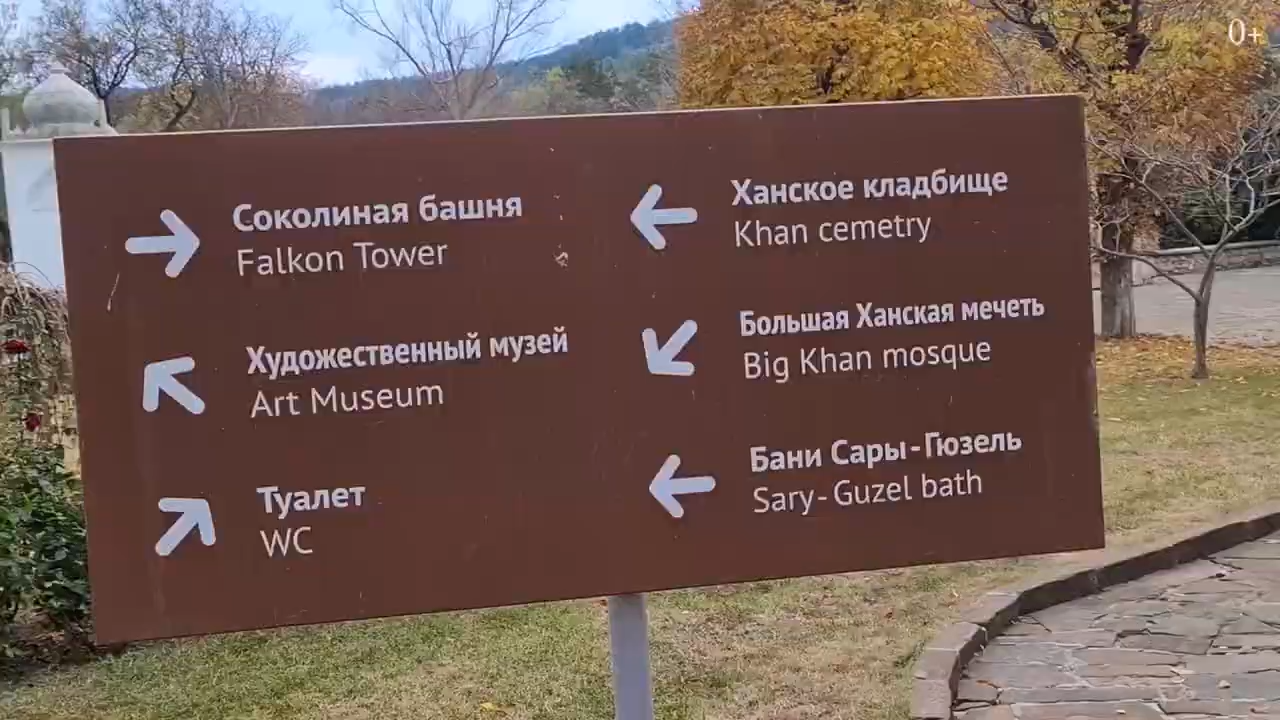 0+
Соколиная башня
Falkon Tower
Художественный музей
Art Museum
Туалет
WC
Ханское кладбище
Khan cemetry
Большая Ханская мечеть
Big Khan mosque
Бани Сары-Гюзель
Sary-Guzel bath